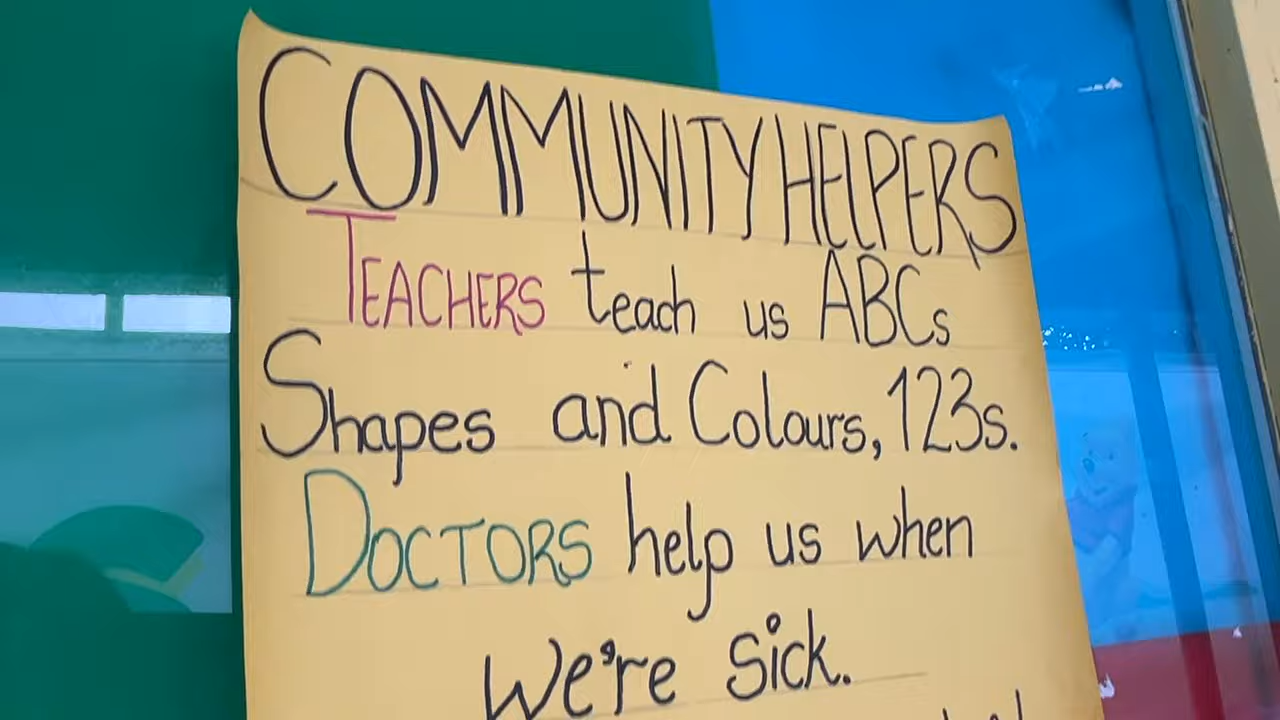 COMMUNITY HELPERS
TEACHERS teach us ABCs
Shapes and Colours, 123s.
DOCTORS help us when
we're sick.